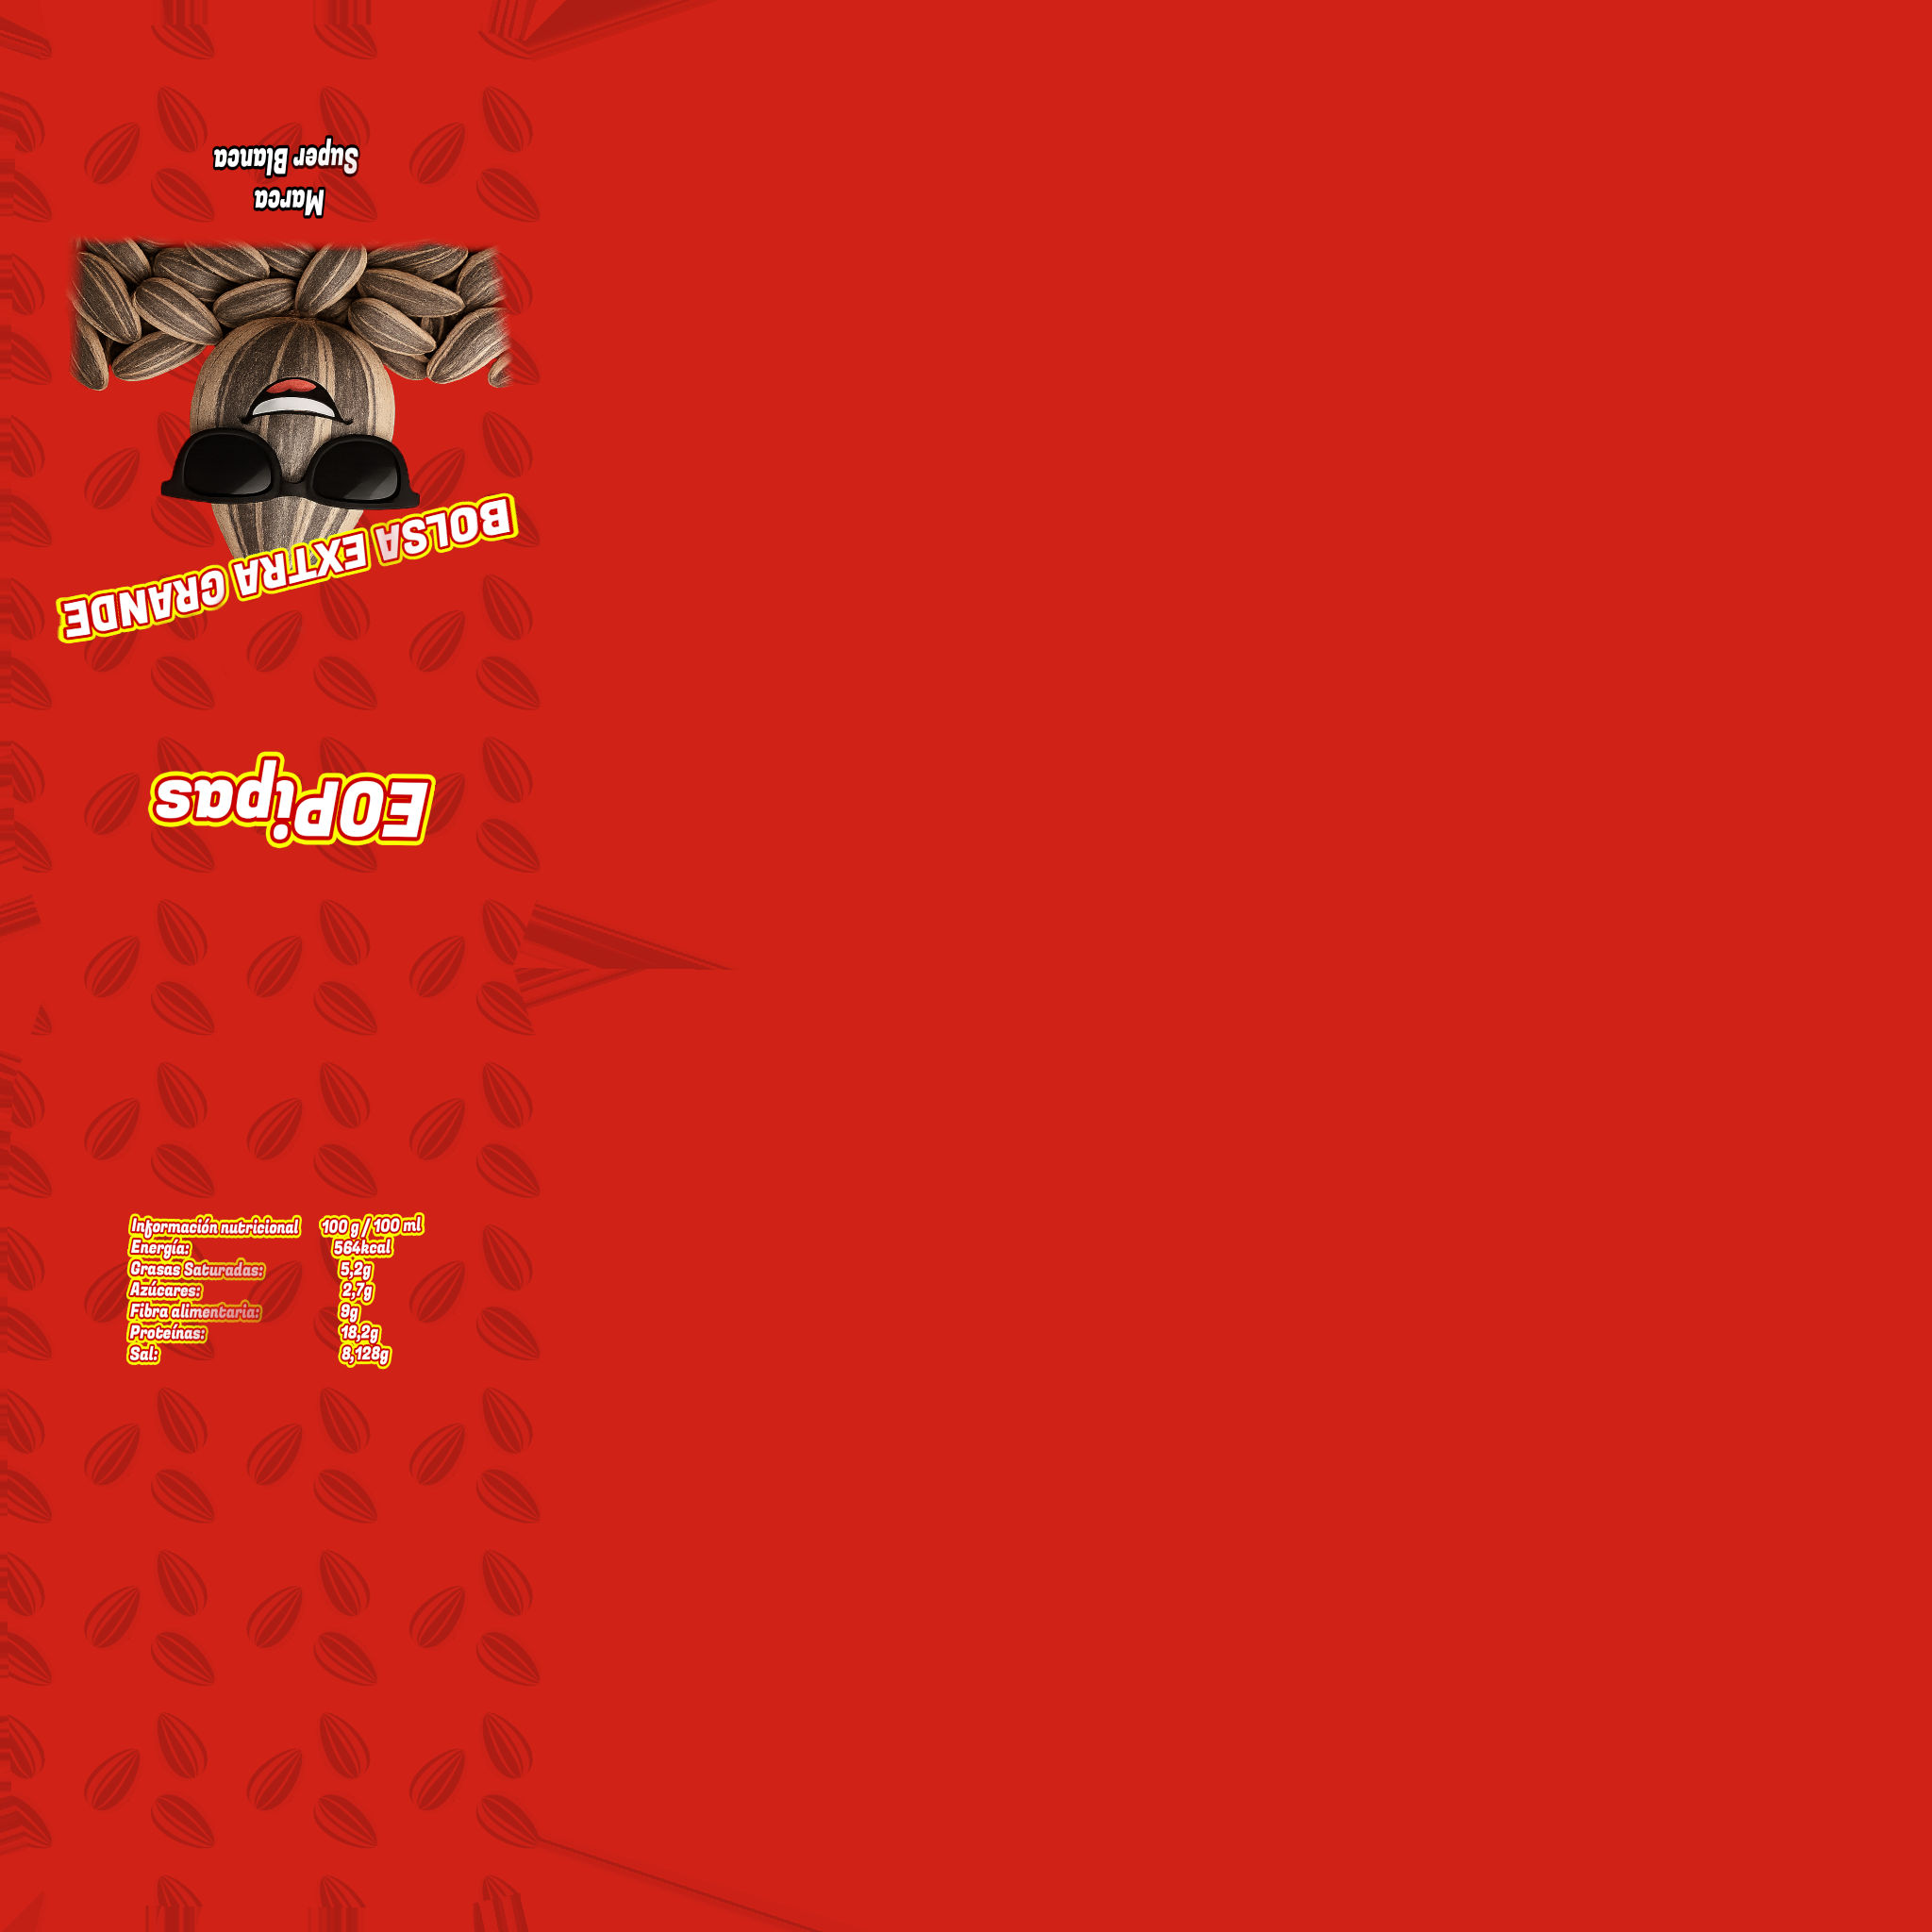 EOPipas
BOLSA EXTRA GRANDE
Marca
Super Blanca
Información nutricional 100 g / 100 ml
Energía: 564kcal
Grasas Saturadas: 5,2g
Azúcares: 2,7g
Fibra alimentaria: 9g
Proteínas: 18,2g
Sal: 8,128g